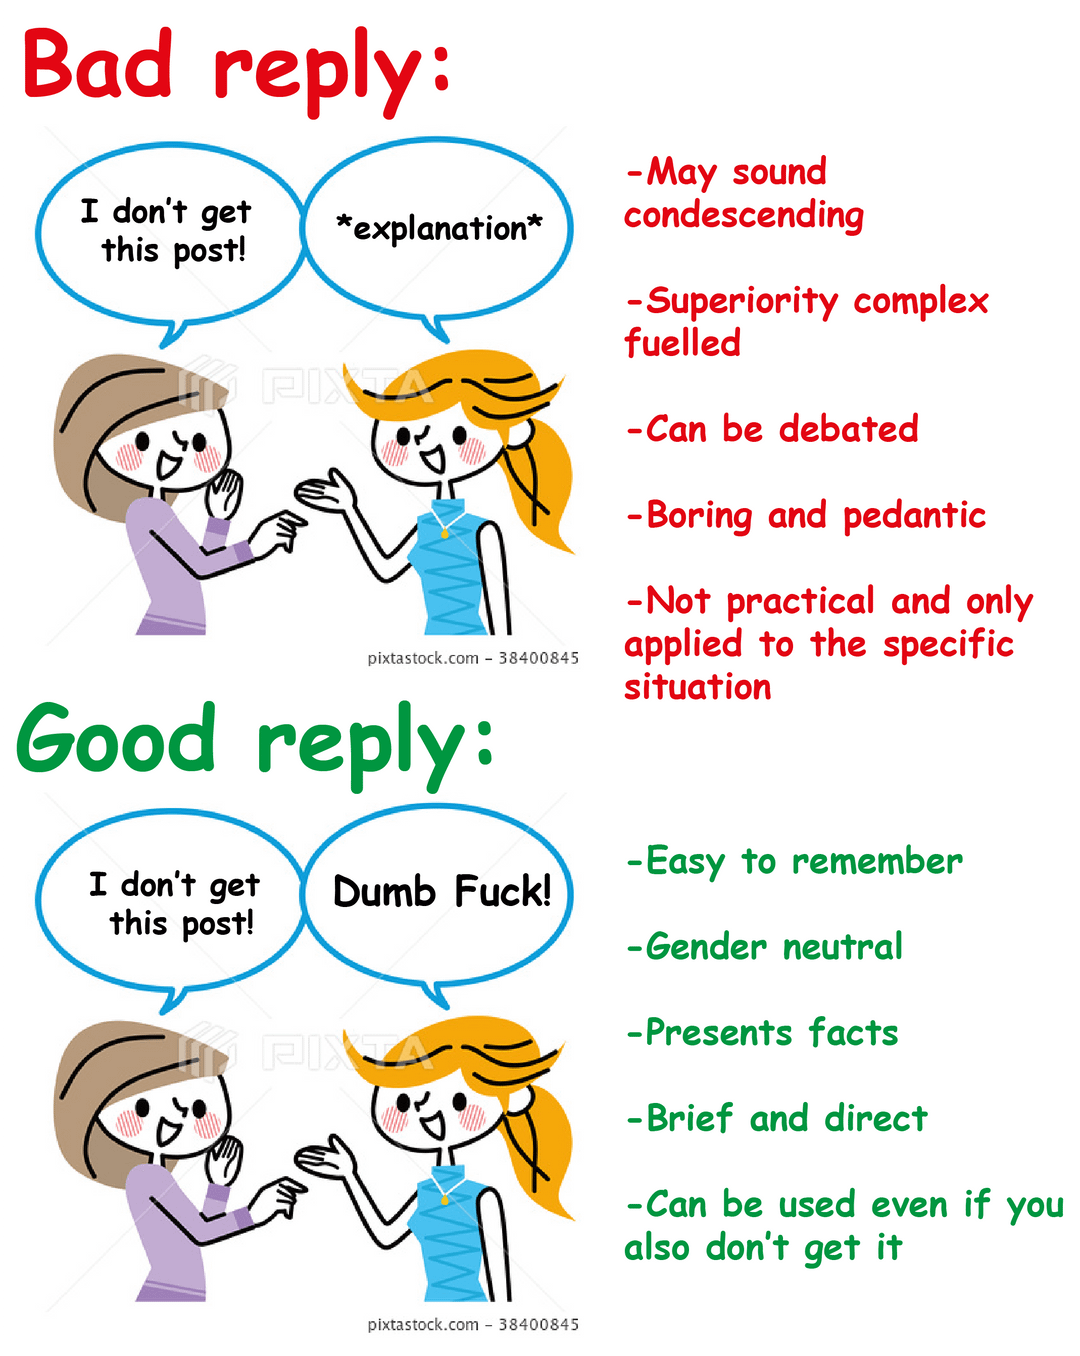 Bad reply:
I don't get
this post!
*explanation*
-May sound
condescending
-Superiority complex
fuelled
-Can be debated
-Boring and pedantic
-Not practical and only
applied to the specific
situation
PIXTA
pixtastock.com - 38400845
Good reply:
I don't get
this post!
Dumb Fuck!
-Easy to remember
-Gender neutral
-Presents facts
-Brief and direct
-Can be used even if you
also don't get it
PIXTA
pixtastock.com - 38400845